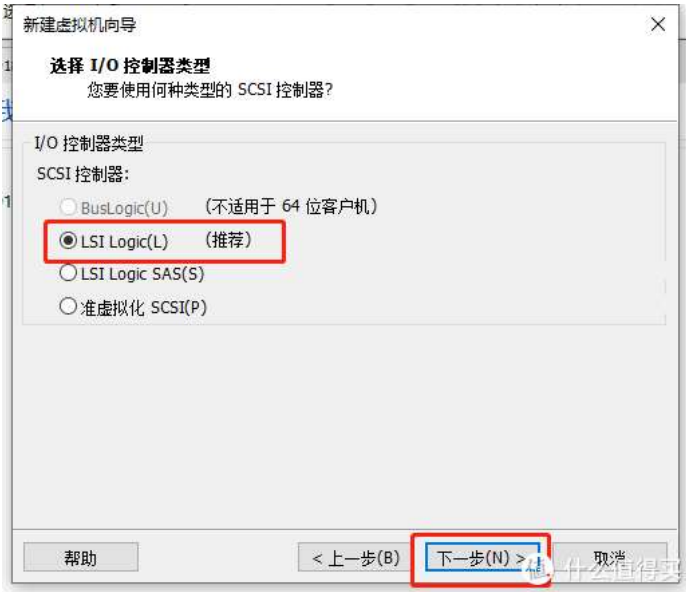 新建虚拟机向导
选择 I/O 控制器类型
您要使用何种类型的 SCSI 控制器?
I/O 控制器类型
SCSI 控制器:
BusLogic(U) (不适用于 64 位客户机)
LSI Logic(L) (推荐)
LSI Logic SAS(S)
准虚拟化 SCSI(P)
帮助 < 上一步(B) 下一步(N) > 取消
值 什么值得买